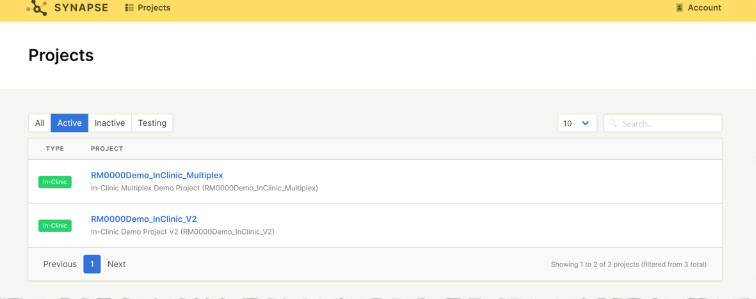 SYNAPSE Projects Account
Projects
All Active Inactive Testing 10 Search...
TYPE PROJECT
In-Clinic RM0000Demo_InClinic_Multiplex
In-Clinic Multiplex Demo Project (RM0000Demo_InClinic_Multiplex)
In-Clinic RM0000Demo_InClinic_V2
In-Clinic Demo Project V2 (RM0000Demo_InClinic_V2)
Previous 1 Next Showing 1 to 2 of 2 projects (filtered from 3 total)